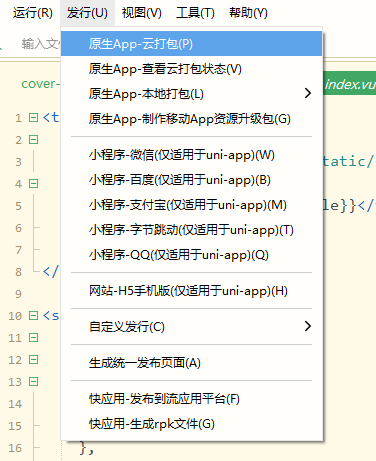 运行(R) 发行(U) 视图(V) 工具(T) 帮助(Y)
输入文
原生App-云打包(P)
原生App-查看云打包状态(V)
cover- index.vu
原生App-本地打包(L)
1 <t
原生App-制作移动App资源升级包(G)
2
3 小程序-微信(仅适用于uni-app)(W) tatic/
4 小程序-百度(仅适用于uni-app)(B)
5 小程序-支付宝(仅适用于uni-app)(M) le}}</
6 小程序-字节跳动(仅适用于uni-app)(T)
7 小程序-QQ(仅适用于uni-app)(Q)
8 </
9 网站-H5手机版(仅适用于uni-app)(H)
10 <s
11 自定义发行(C)
12
13 生成统一发布页面(A)
14 快应用-发布到流应用平台(F)
15 快应用-生成rpk文件(G)
16 },